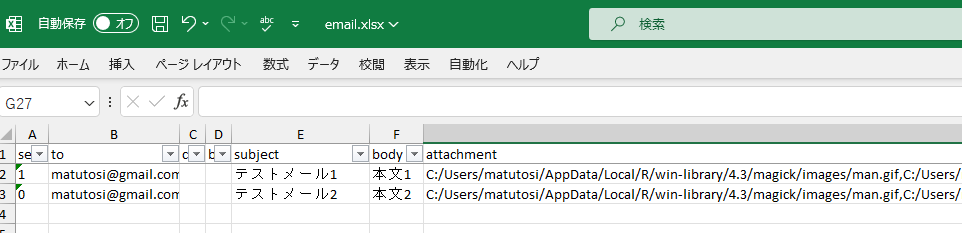 自動保存 オフ abc email.xlsx 検索
ファイル ホーム 挿入 ページ レイアウト 数式 データ 校閲 表示 自動化 ヘルプ
G27 fx
A B C D E F
1 se to c b subject body attachment
2 1 matutosi@gmail.com テストメール1 本文1 C:/Users/matutosi/AppData/Local/R/win-library/4.3/magick/images/man.gif,C:/Users/
3 0 matutosi@gmail.com テストメール2 本文2 C:/Users/matutosi/AppData/Local/R/win-library/4.3/magick/images/man.gif,C:/Users/
4
5